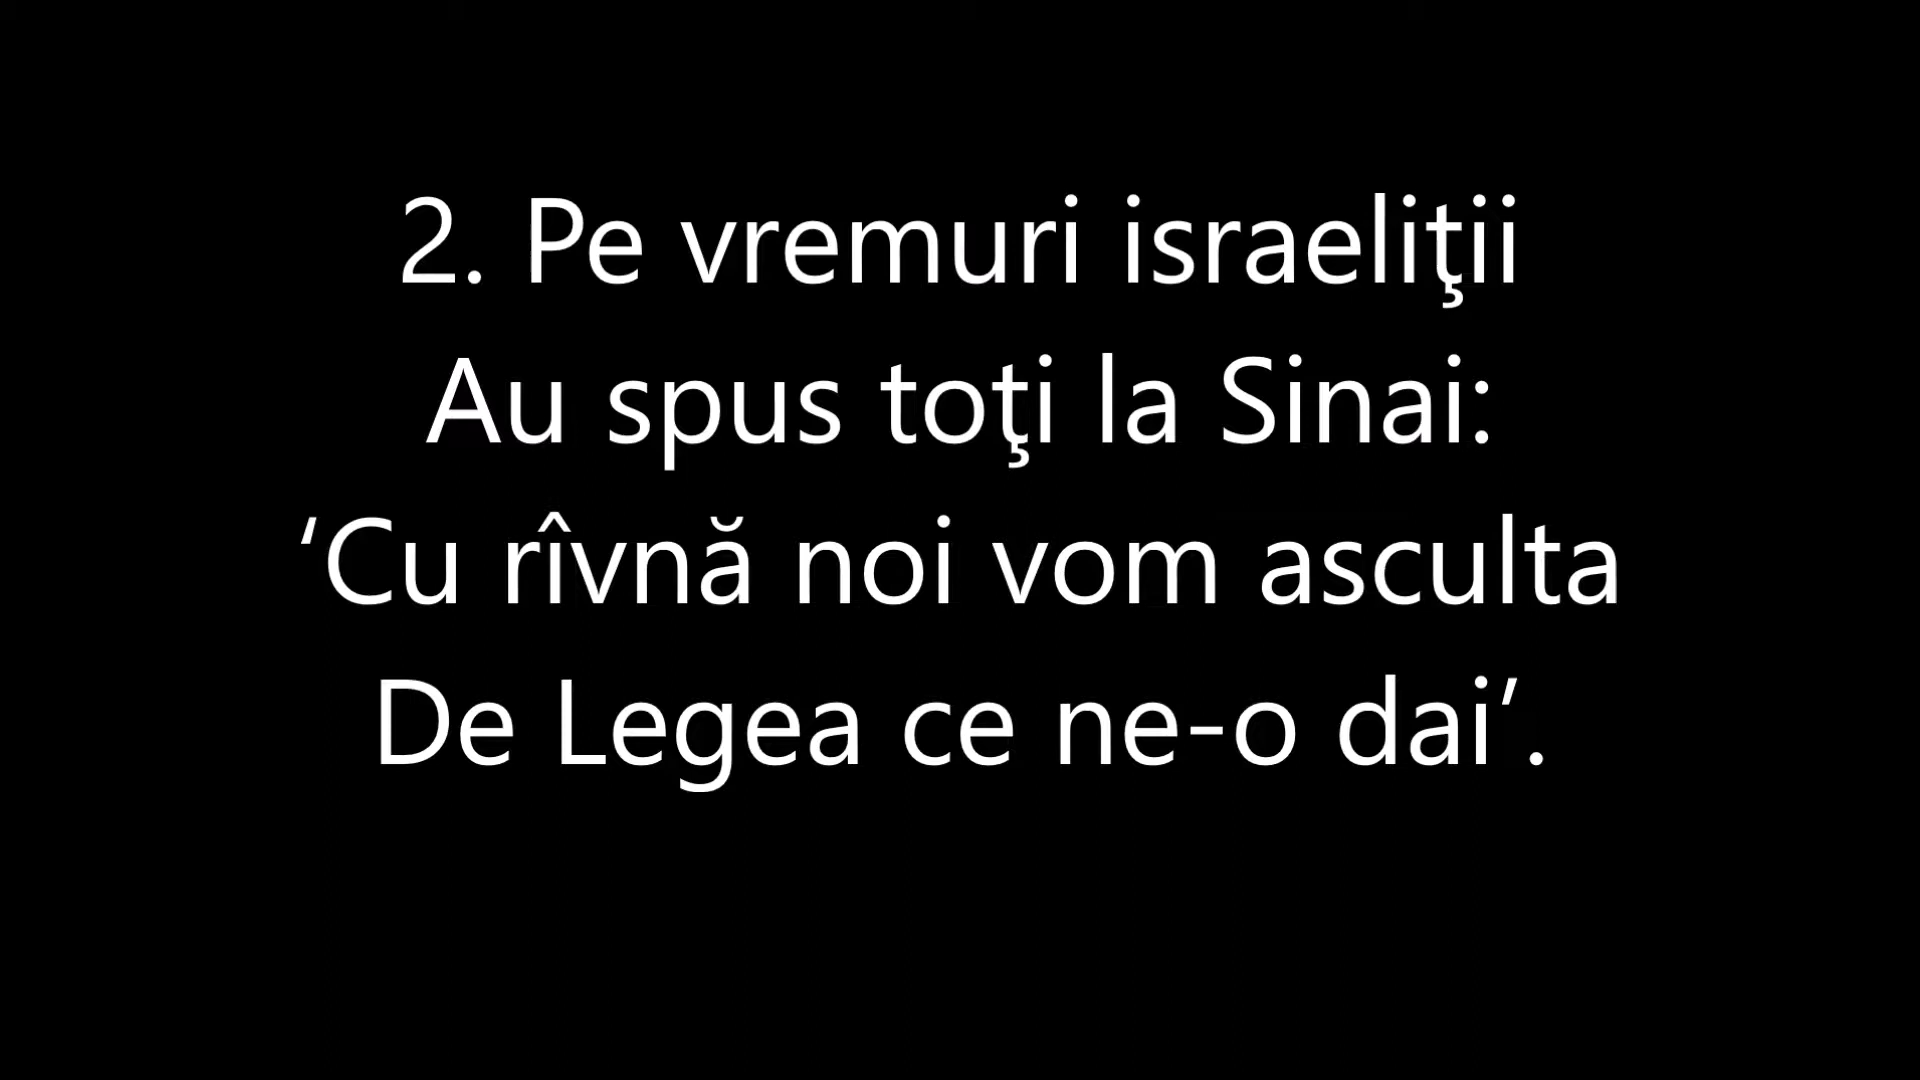 2. Pe vremuri israeliţii
Au spus toţi la Sinai:
‘Cu rîvnă noi vom asculta
De Legea ce ne-o dai’.